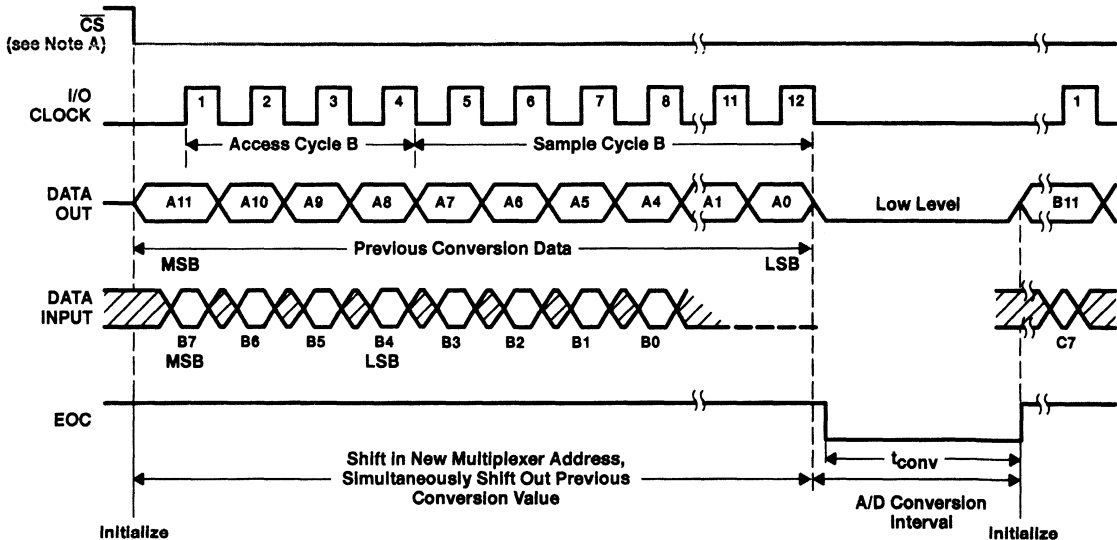 CS
(see Note A)
I/O
CLOCK
1 2 3 4 5 6 7 8 11 12 1
Access Cycle B Sample Cycle B
DATA
OUT
A11 A10 A9 A8 A7 A6 A5 A4 A1 A0 Low Level B11
Previous Conversion Data
MSB LSB
DATA
INPUT
B7 B6 B5 B4 B3 B2 B1 B0 C7
MSB LSB
EOC
tconv
Shift in New Multiplexer Address,
Simultaneously Shift Out Previous
Conversion Value
A/D Conversion
Interval
Initialize Initialize